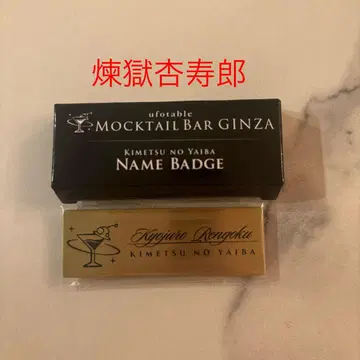 煉獄杏寿郎
ufotable
MOCKTAIL BAR GINZA
KIMETSU NO YAIBA
NAME BADGE
Kyojuro Rengoku
KIMETSU NO YAIBA